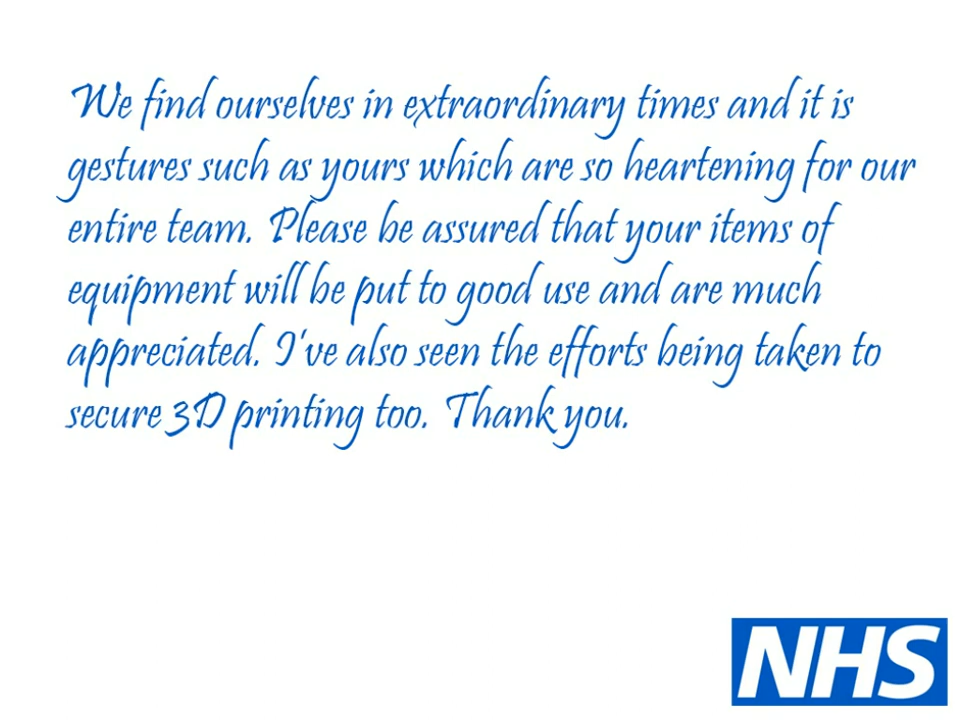 We find ourselves in extraordinary times and it is
gestures such as yours which are so heartening for our
entire team. Please be assured that your items of
equipment will be put to good use and are much
appreciated. I've also seen the efforts being taken to
secure 3D printing too. Thank you.
NHS